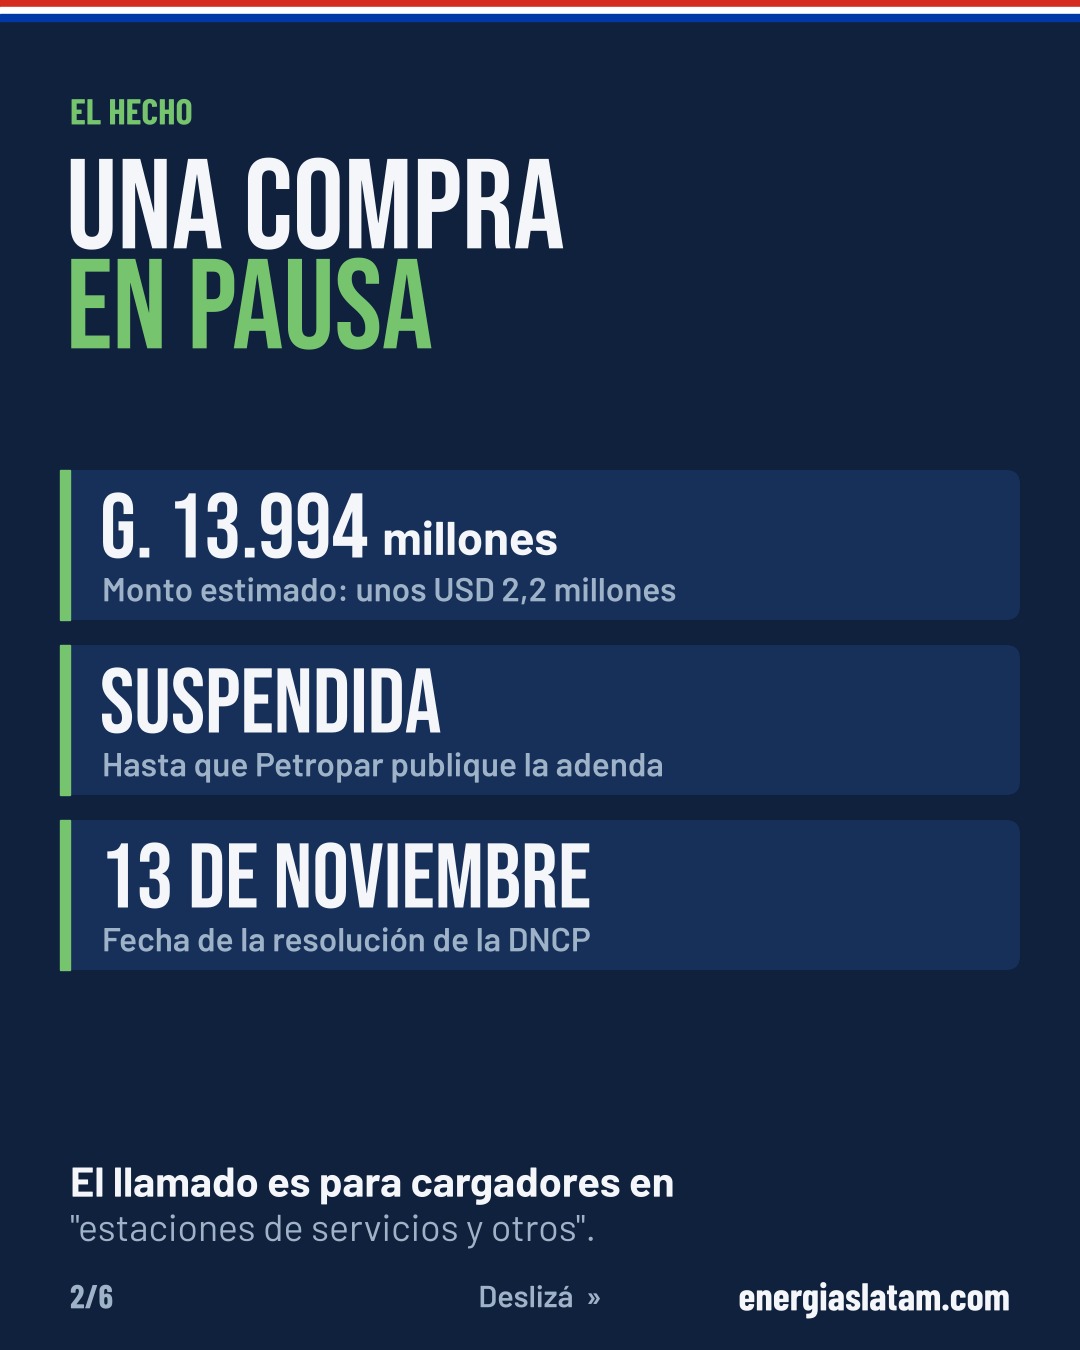 EL HECHO
UNA COMPRA
EN PAUSA
G. 13.994 millones
Monto estimado: unos USD 2,2 millones
SUSPENDIDA
Hasta que Petropar publique la adenda
13 DE NOVIEMBRE
Fecha de la resolución de la DNCP
El llamado es para cargadores en
"estaciones de servicios y otros".
2/6
Deslizá »
energiaslatam.com